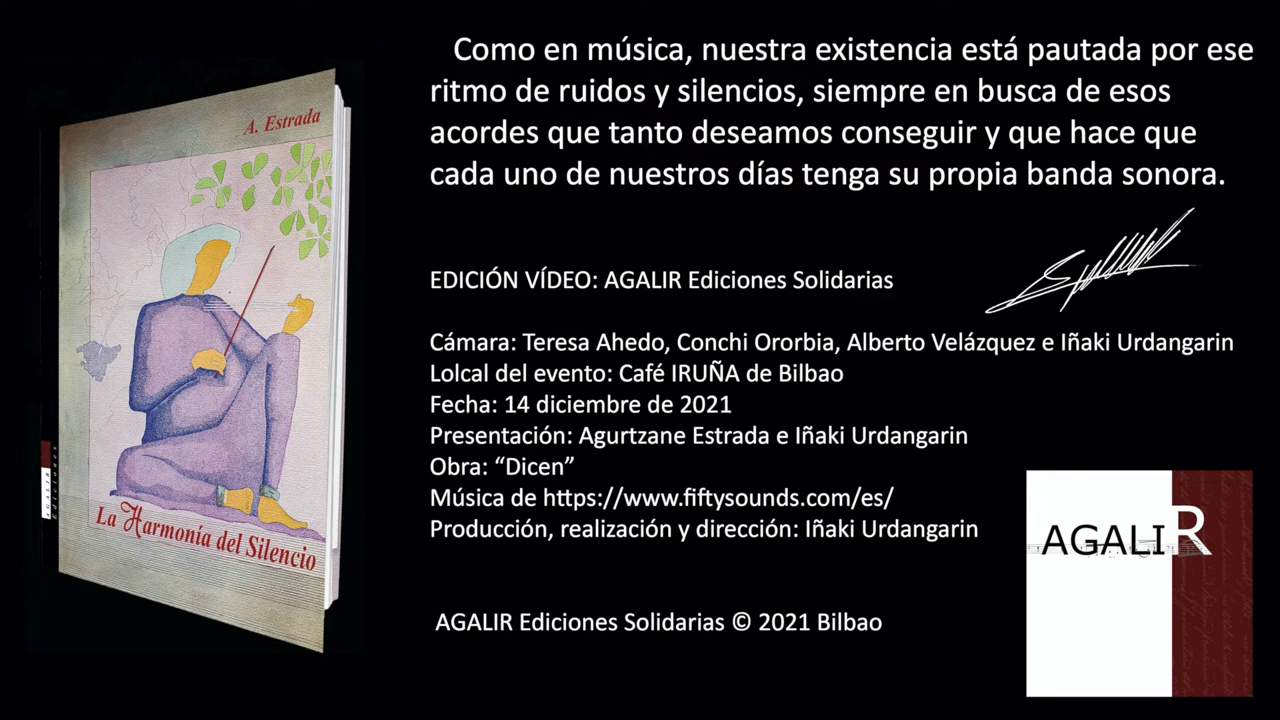 A. Estrada
La Harmonía del Silencio
AGALIR
Ediciones
Como en música, nuestra existencia está pautada por ese
ritmo de ruidos y silencios, siempre en busca de esos
acordes que tanto deseamos conseguir y que hace que
cada uno de nuestros días tenga su propia banda sonora.
EDICIÓN VÍDEO: AGALIR Ediciones Solidarias
Cámara: Teresa Ahedo, Conchi Ororbia, Alberto Velázquez e Iñaki Urdangarin
Lolcal del evento: Café IRUÑA de Bilbao
Fecha: 14 diciembre de 2021
Presentación: Agurtzane Estrada e Iñaki Urdangarin
Obra: “Dicen”
Música de https://www.fiftysounds.com/es/
Producción, realización y dirección: Iñaki Urdangarin
AGALIR Ediciones Solidarias © 2021 Bilbao
AGALIR